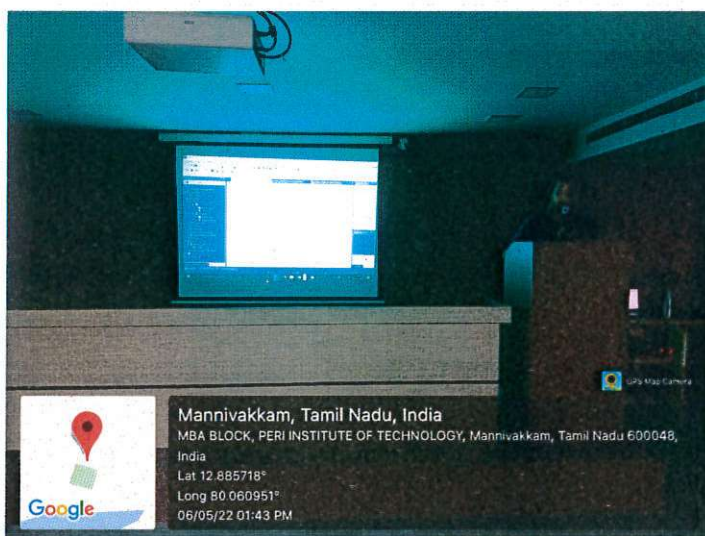 GPS Map Camera
Mannivakkam, Tamil Nadu, India
MBA BLOCK, PERI INSTITUTE OF TECHNOLOGY, Mannivakkam, Tamil Nadu 600048,
India
Lat 12.885718°
Long 80.060951°
06/05/22 01:43 PM
Google